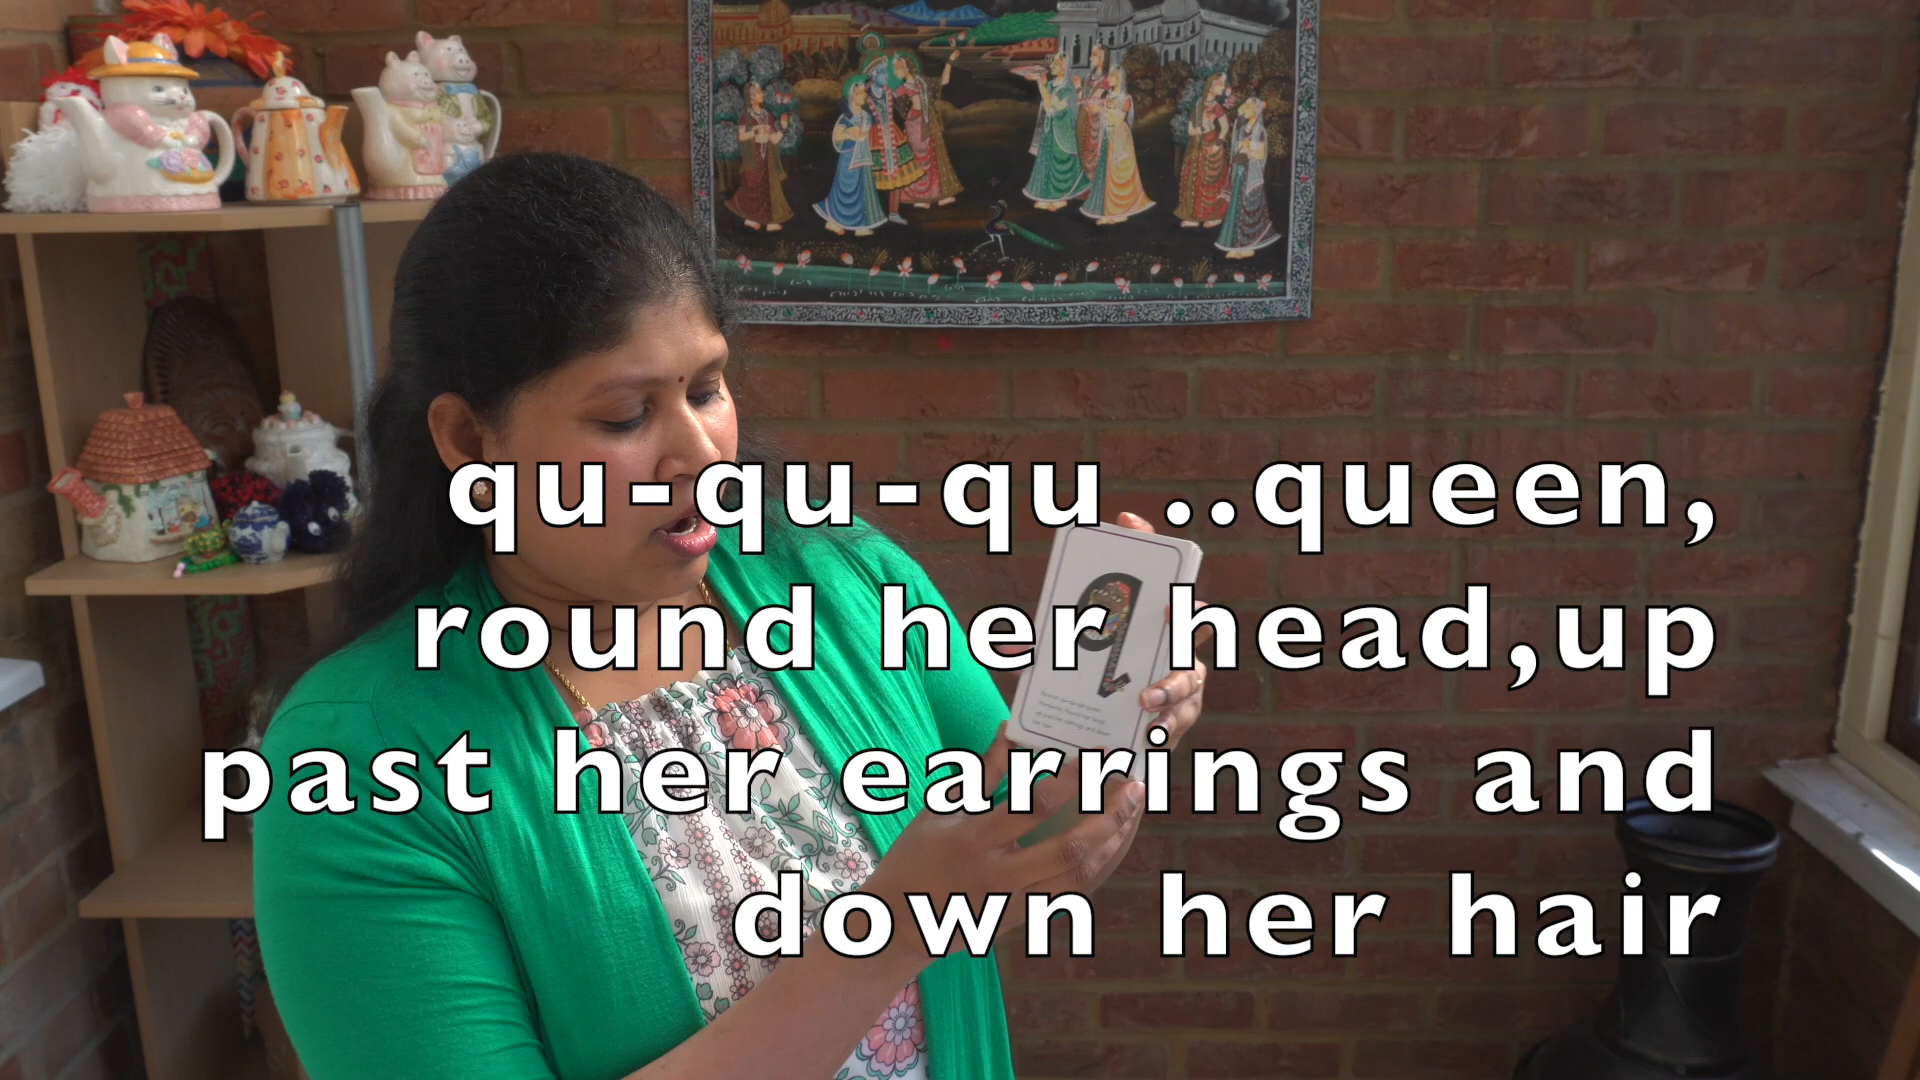 qu-qu-qu ..queen,
round her head,up
past her earrings and
down her hair
q